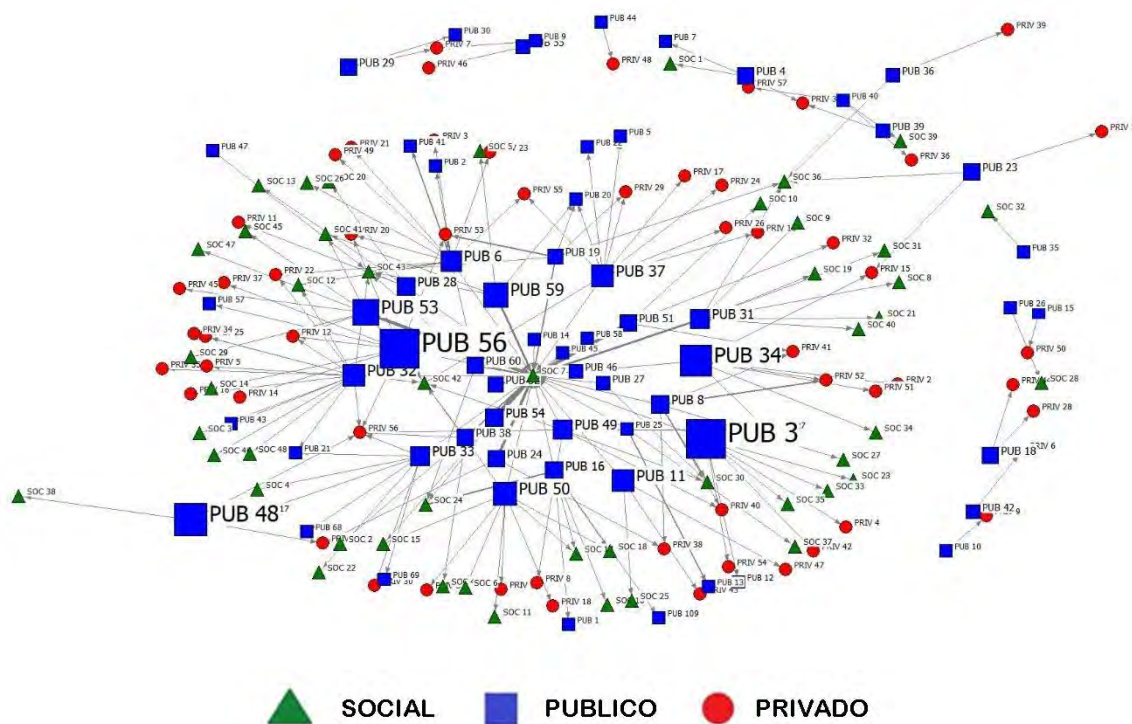 PUB 44
PRIV 39
PUB 30
PUB 9
PUB 7
PRIV 7
PRIV 48
SOC 1
PUB 29
PRIV 46
PUB 4
PUB 36
PRIV 57
PUB 40
PUB 39
PUB 5
SOC 39
PRIV 3
PRIV 21
PUB 41
PUB 47
PRIV 49
PUB 2
PRIV 36
PUB 23
SOC 36
SOC 13
SOC 26
SOC 20
PRIV 55
PUB 20
PRIV 29
PRIV 17
PRIV 24
SOC 10
SOC 32
PRIV 11
SOC 45
SOC 41
PRIV 20
PRIV 53
PRIV 26
SOC 9
PRIV 32
SOC 47
PUB 6
PUB 19
SOC 31
PUB 35
PRIV 22
SOC 43
PUB 37
SOC 19
PRIV 15
SOC 8
PRIV 45
PRIV 37
SOC 12
PUB 28
PUB 59
PUB 57
PUB 53
PUB 51
PUB 31
SOC 21
SOC 40
PUB 26
PUB 15
PRIV 34
PRIV 12
PUB 56
PUB 14
PUB 58
PUB 45
PUB 34
PRIV 41
PRIV 50
SOC 29
PRIV 5
PUB 32
PUB 60
SOC 7
PUB 46
PUB 27
PRIV 52
PRIV 51
PRIV 2
SOC 28
SOC 14
PRIV 14
SOC 42
PUB 8
PRIV 28
PUB 43
PUB 54
PUB 49
PUB 25
PUB 3
SOC 34
PRIV 56
PUB 38
PUB 21
SOC 48
PUB 33
PUB 24
PUB 16
PUB 18
SOC 27
SOC 23
SOC 4
PUB 50
PUB 11
SOC 30
SOC 33
SOC 35
SOC 38
SOC 24
PRIV 40
PUB 48
PUB 42
PRIV 4
PUB 68
SOC 2
SOC 15
SOC 18
PRIV 38
SOC 37
PRIV 42
PUB 10
SOC 22
PUB 69
PRIV 54
PRIV 47
SOC 6
PRIV 8
PUB 13
PUB 12
SOC 11
PRIV 18
SOC 25
PUB 1
PUB 109
SOCIAL PUBLICO PRIVADO